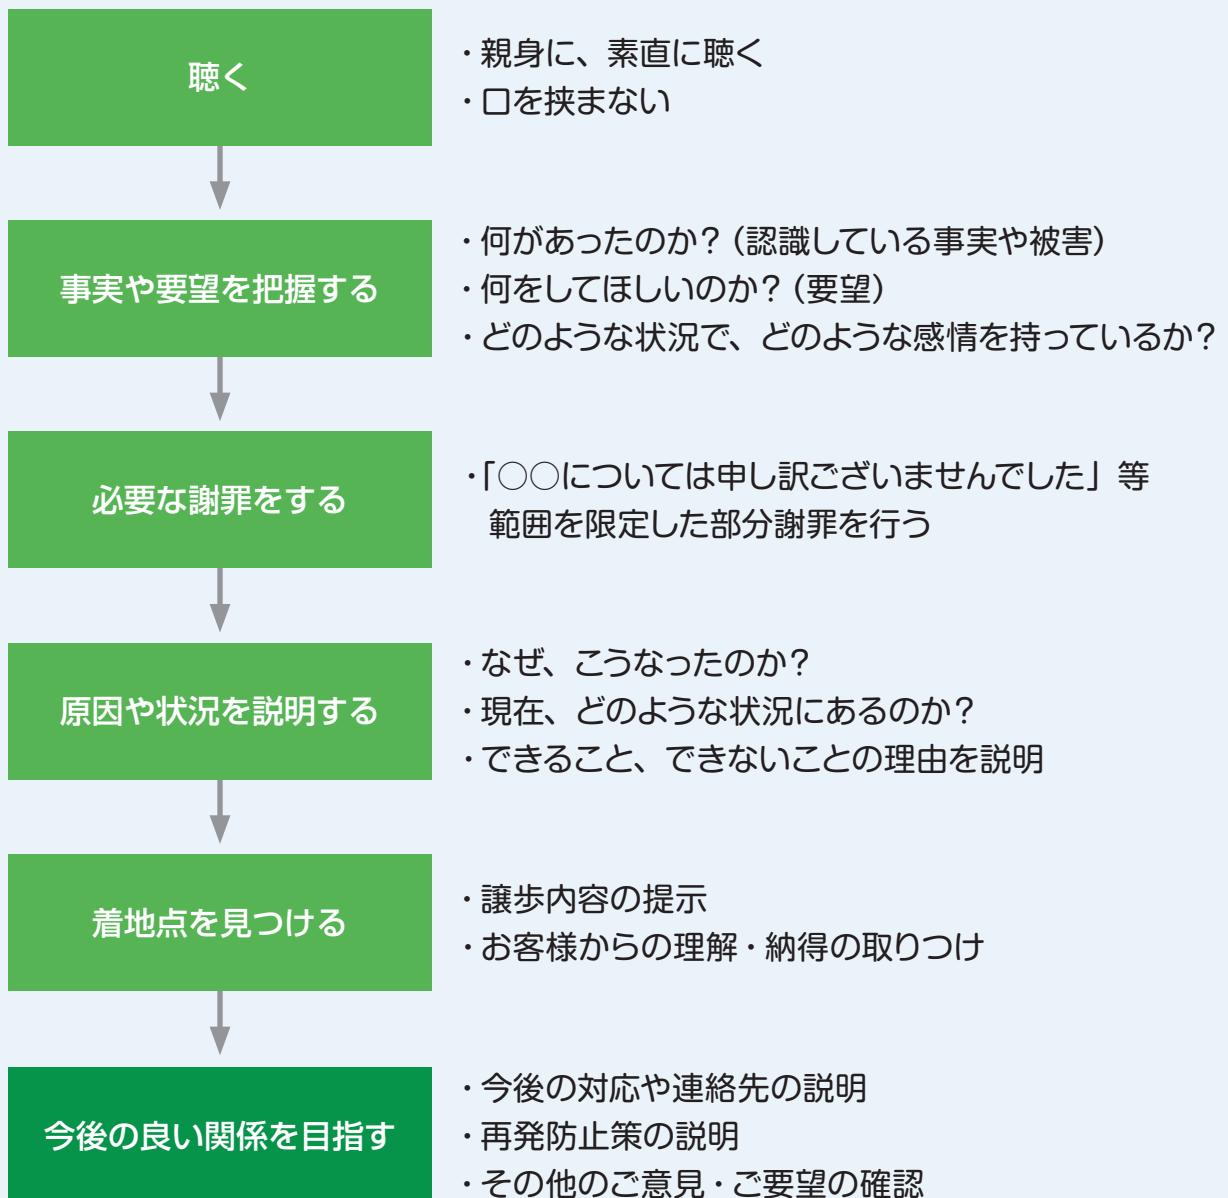 聴く
・親身に、素直に聴く
・口を挟まない
事実や要望を把握する
・何があったのか？（認識している事実や被害）
・何をしてほしいのか？（要望）
・どのような状況で、どのような感情を持っているか？
必要な謝罪をする
・「○○については申し訳ございませんでした」等
範囲を限定した部分謝罪を行う
原因や状況を説明する
・なぜ、こうなったのか？
・現在、どのような状況にあるのか？
・できること、できないことの理由を説明
着地点を見つける
・譲歩内容の提示
・お客様からの理解・納得の取りつけ
今後の良い関係を目指す
・今後の対応や連絡先の説明
・再発防止策の説明
・その他のご意見・ご要望の確認